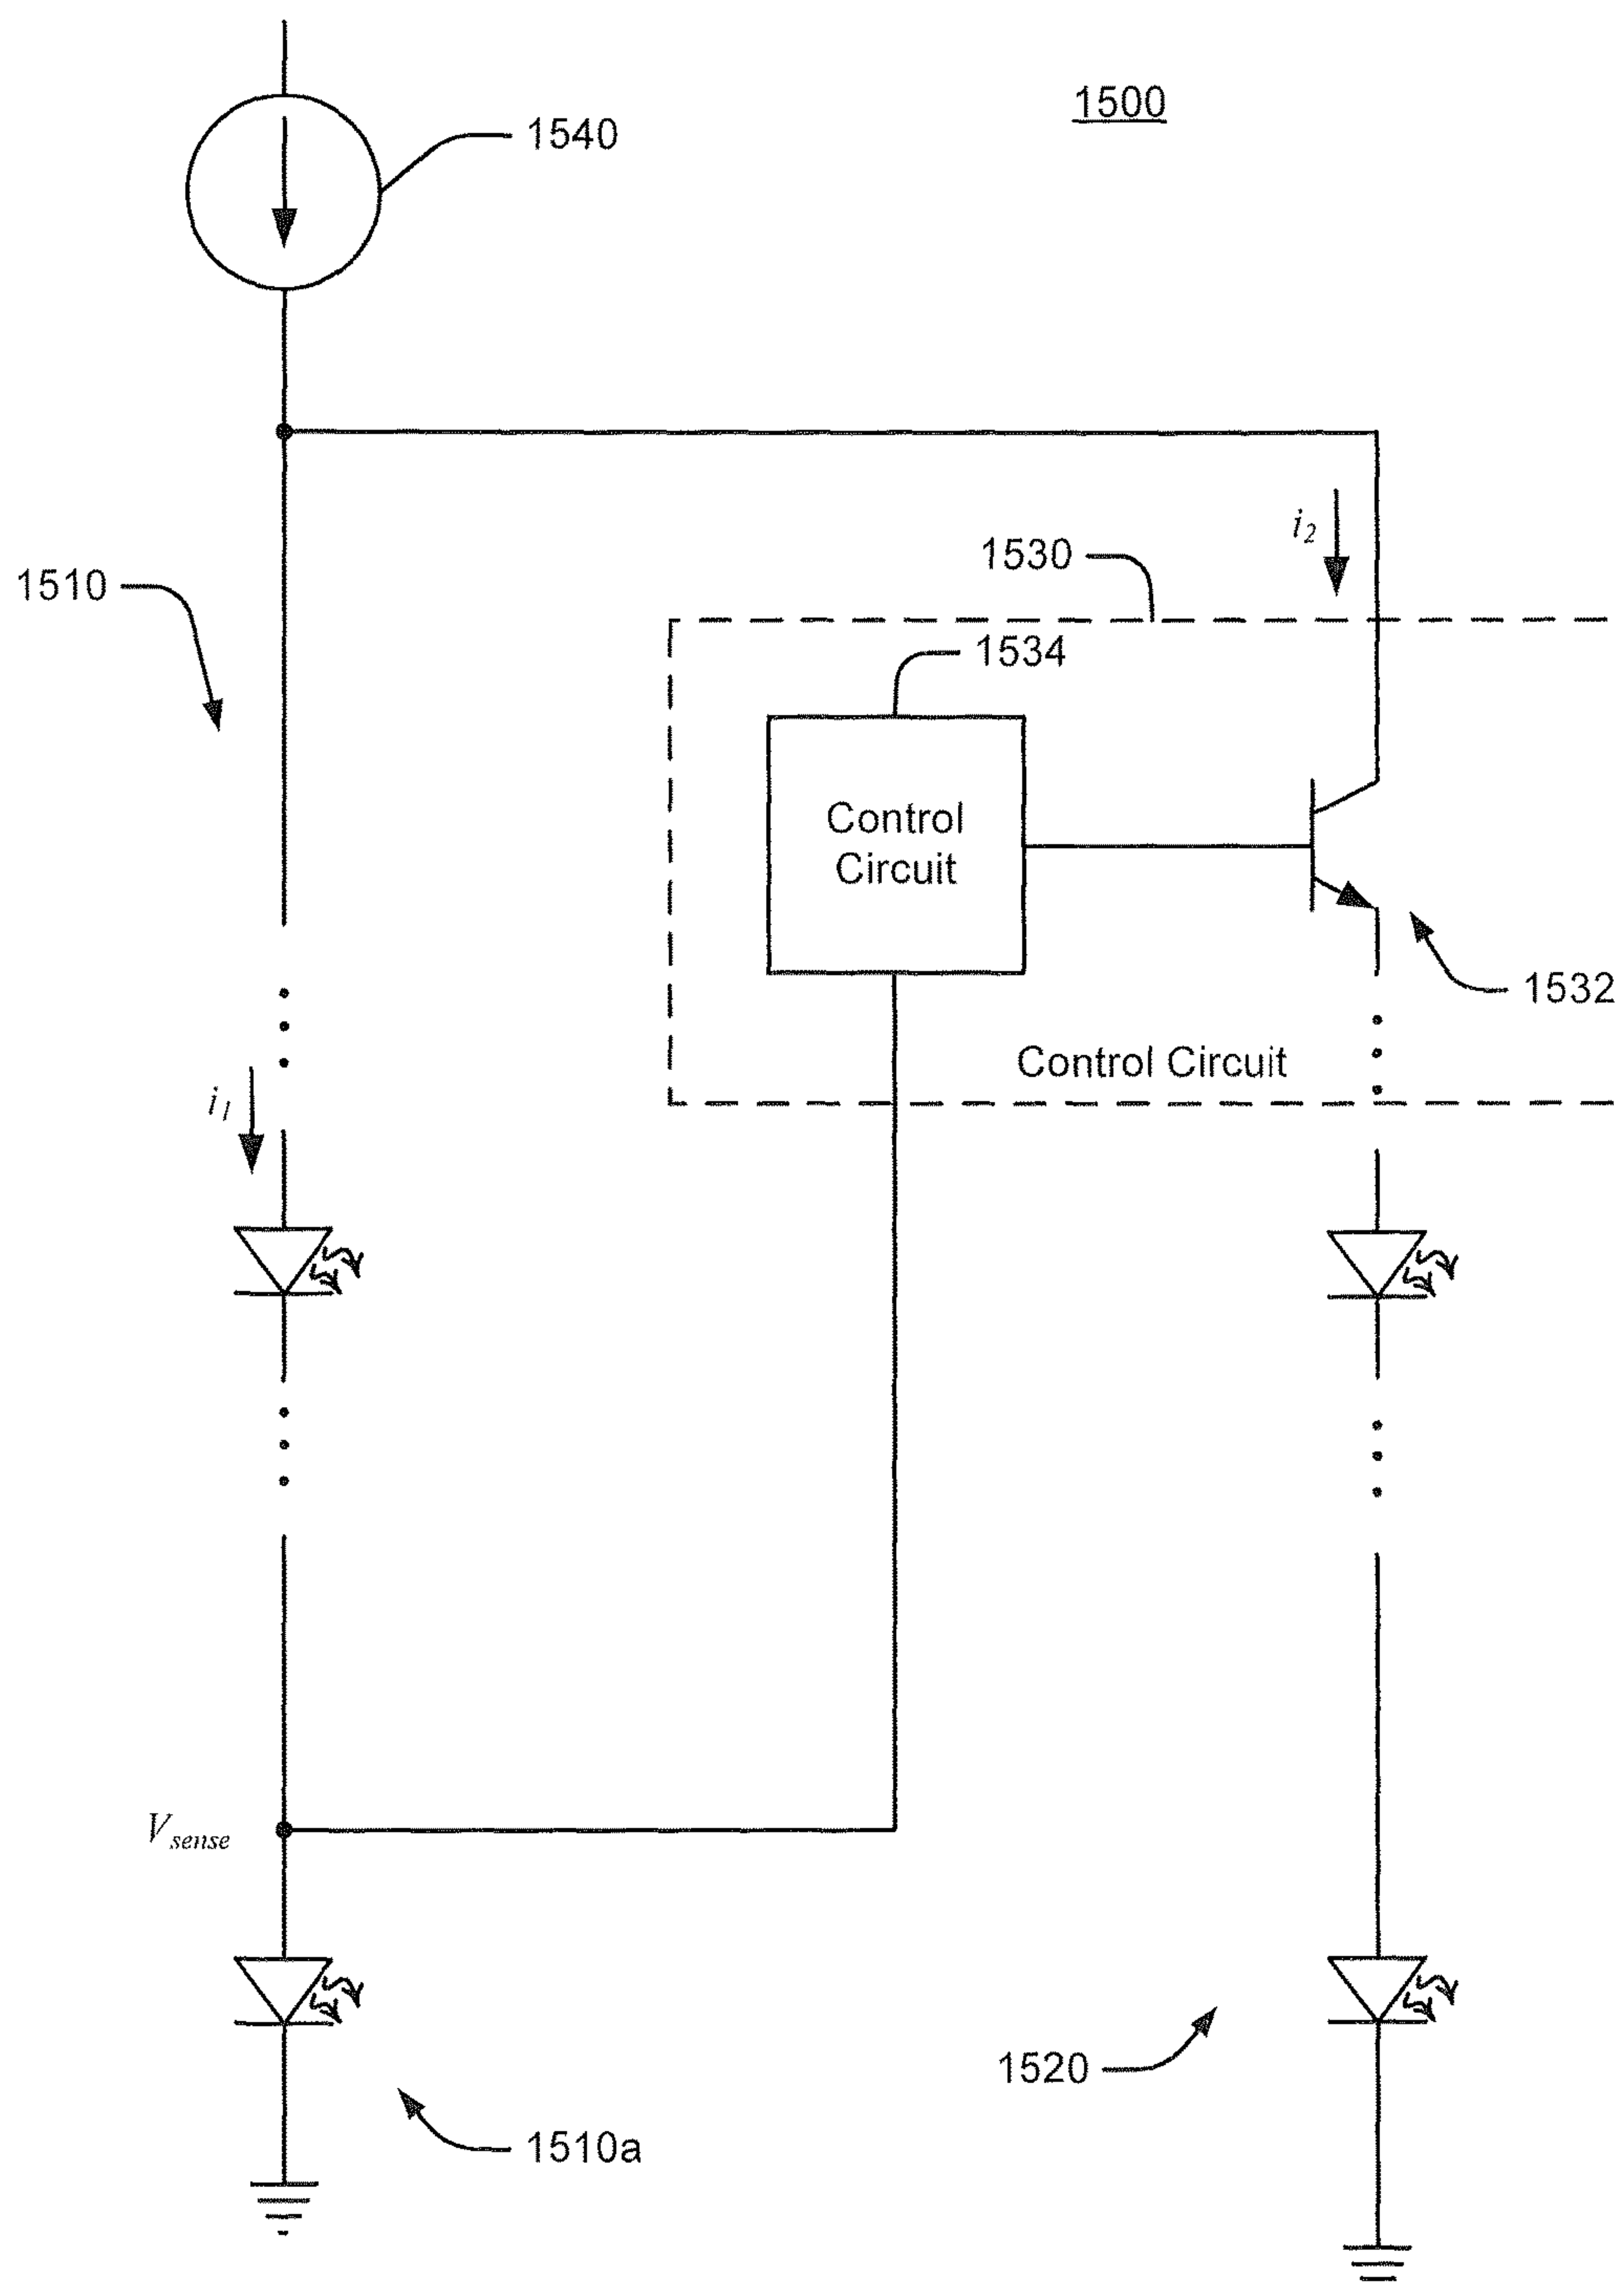 1500
1540
i2
1530
1510
1534
Control
Circuit
1532
Control Circuit
i1
Vsense
1520
1510a